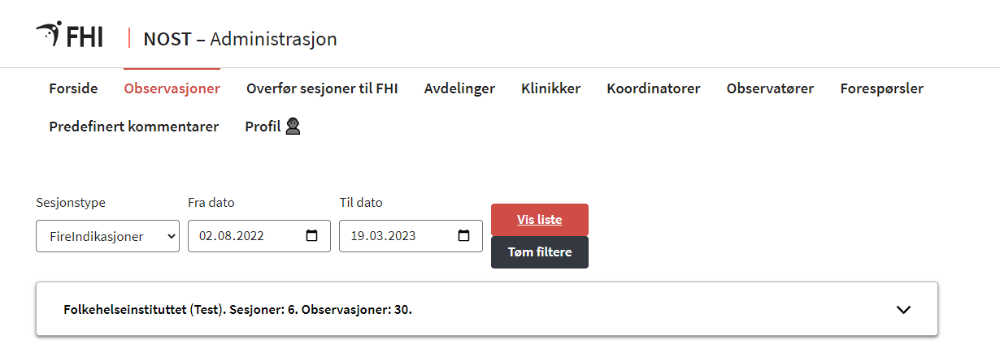 FHI NOST – Administrasjon
Forside Observasjoner Overfør sesjoner til FHI Avdelinger Klinikker Koordinatorer Observatører Forespørsler
Predefinert kommentarer Profil
Sesjonstype Fra dato Til dato
FireIndikasjoner 02.08.2022 19.03.2023
Vis liste
Tøm filtere
Folkehelseinstituttet (Test). Sesjoner: 6. Observasjoner: 30.